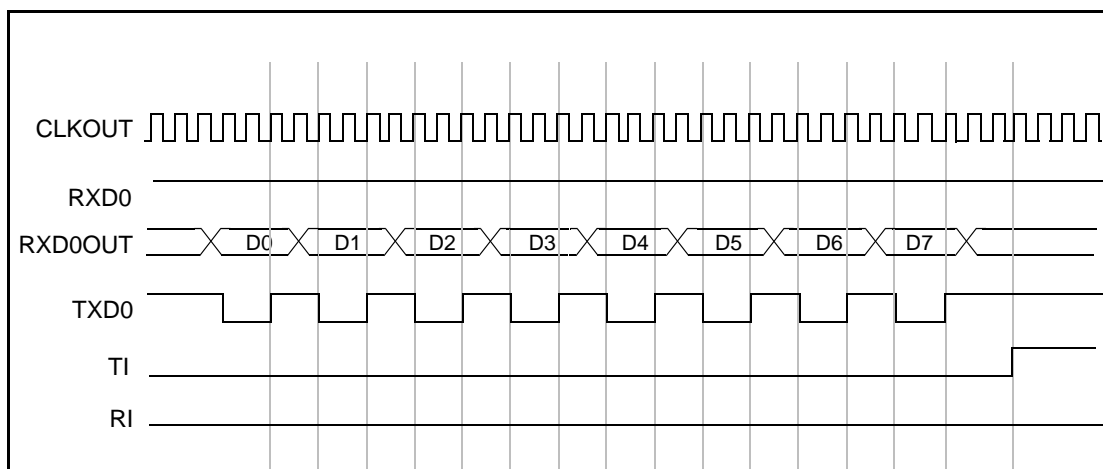 CLKOUT
RXD0
RXD0OUT D0 D1 D2 D3 D4 D5 D6 D7
TXD0
TI
RI